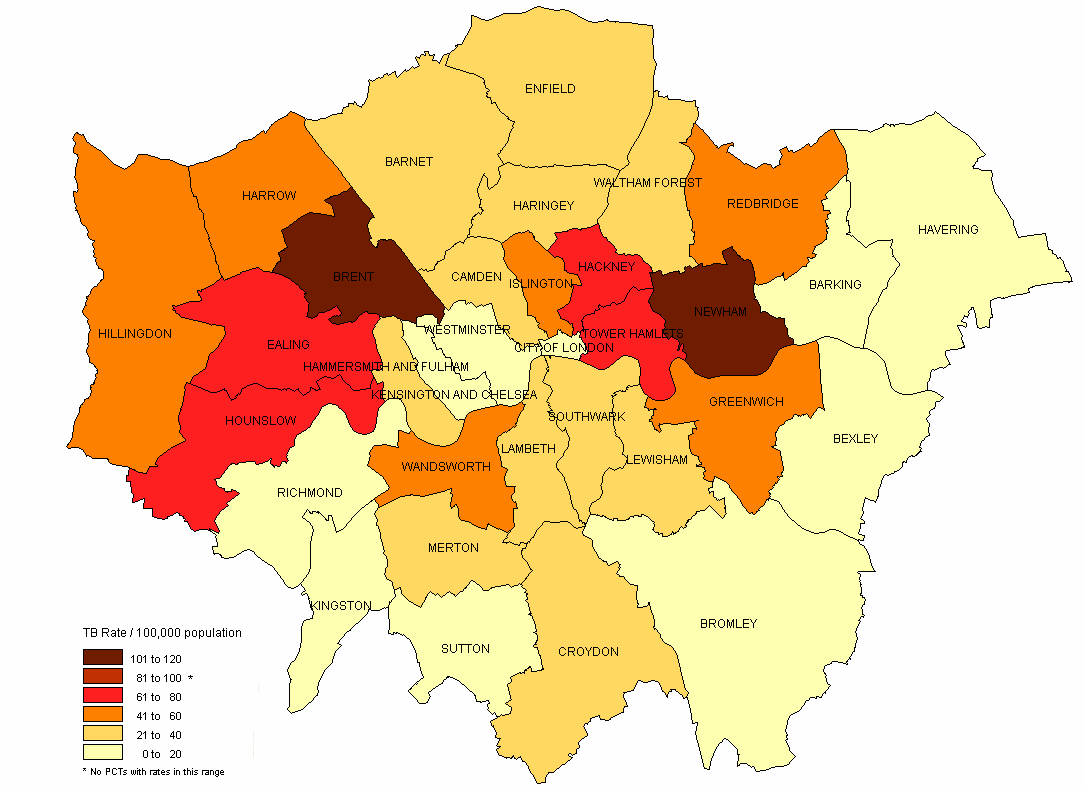 ENFIELD
BARNET
WALTHAM FOREST
HARROW
HARINGEY
REDBRIDGE
HAVERING
HACKNEY
BRENT
CAMDEN
ISLINGTON
BARKING
NEWHAM
HILLINGDON
WESTMINSTER
TOWER HAMLETS
EALING
CITY OF LONDON
HAMMERSMITH AND FULHAM
KENSINGTON AND CHELSEA
GREENWICH
HOUNSLOW
SOUTHWARK
BEXLEY
LAMBETH
LEWISHAM
WANDSWORTH
RICHMOND
MERTON
KINGSTON
BROMLEY
SUTTON
CROYDON
TB Rate / 100,000 population
101 to 120
81 to 100 *
61 to 80
41 to 60
21 to 40
0 to 20
* No PCTs with rates in this range